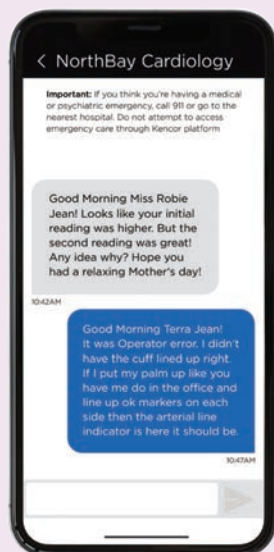 < NorthBay Cardiology
Important: If you think you're having a medical
or psychiatric emergency, call 911 or go to the
nearest hospital. Do not attempt to access
emergency care through Kencor platform
Good Morning Miss Robie
Jean! Looks like your initial
reading was higher. But the
second reading was great!
Any idea why? Hope you
had a relaxing Mother's day!
10:42AM
Good Morning Terra Jean!
It was Operator error. I didn't
have the cuff lined up right.
If I put my palm up like you
have me do in the office and
line up ok markers on each
side then the arterial line
indicator is here it should be.
10:47AM